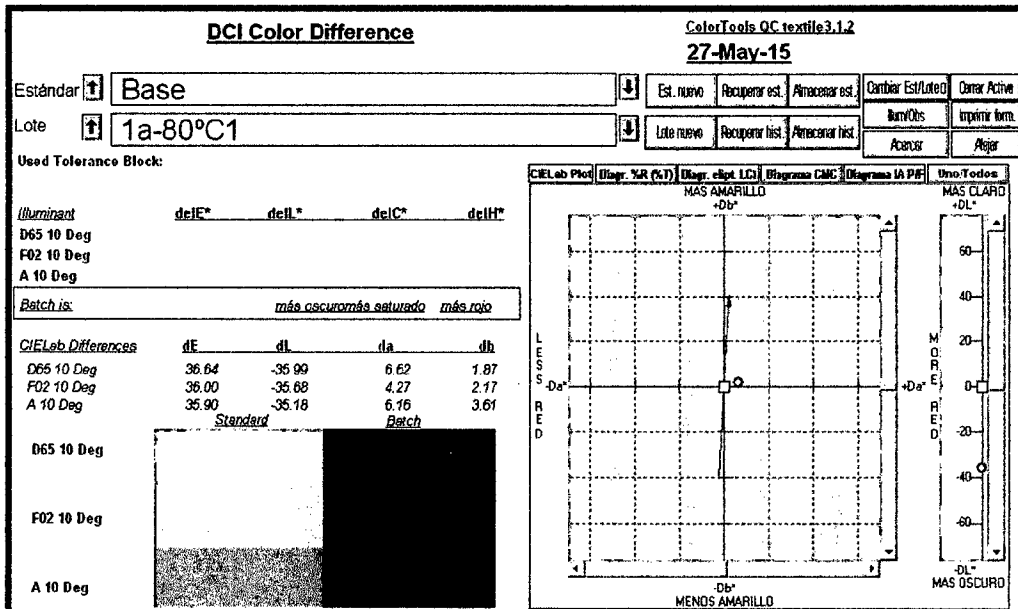 DCI Color Difference
ColorTools QC textile3.1.2
27-May-15
Estándar Base
Est. nuevo Recuperar est. Almacenar est. Cambiar Est/Lote() Cerrar Active
Ilum/Obs Imprimir form.
Lote 1a-80ºC1
Lote nuevo Recuperar hist. Almacenar hist. Acercar Alejar
Used Tolerance Block:
CIELab Plot Diagr. %R (%T) Diagr. elipt. LCH Diagrama CMC Diagrama IA P/F Uno/Todos
MAS AMARILLO
+Db*
MAS CLARO
+DL*
Illuminant delE* delL* delC* delH*
D65 10 Deg
F02 10 Deg
A 10 Deg
Batch is: más oscuromás saturado más rojo
CIELab Differences dE dL da db
D65 10 Deg 36.64 -35.99 6.62 1.87
F02 10 Deg 36.00 -35.68 4.27 2.17
A 10 Deg 35.90 -35.18 6.16 3.61
Standard Batch
D65 10 Deg
F02 10 Deg
A 10 Deg
LESS RED
-Da*
+Da*
MORE RED
60
40
20
0
-20
-40
-60
-Db*
MENOS AMARILLO
-DL*
MAS OSCURO